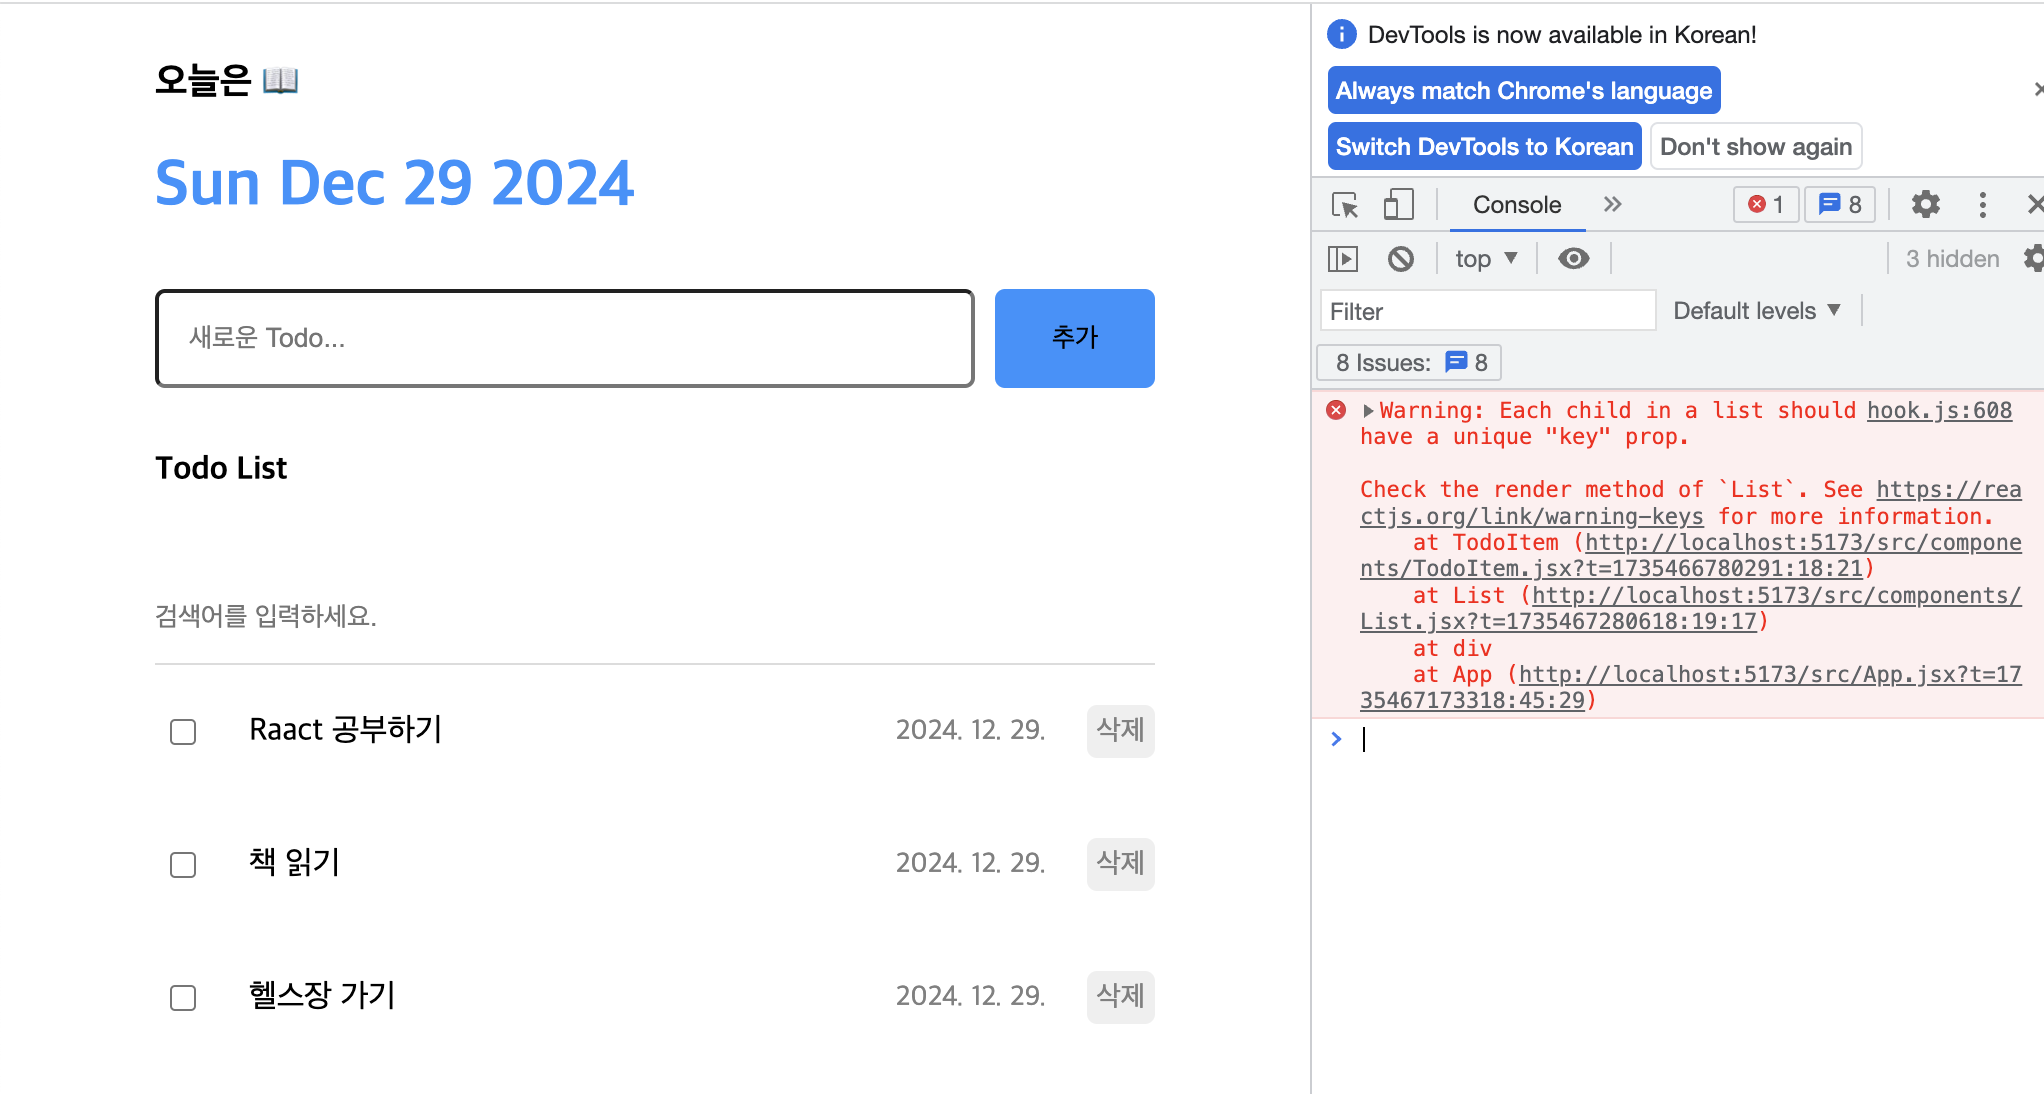 오늘은 📖
Sun Dec 29 2024
새로운 Todo...
추가
Todo List
검색어를 입력하세요.
Raact 공부하기
2024. 12. 29.
삭제
책 읽기
2024. 12. 29.
삭제
헬스장 가기
2024. 12. 29.
삭제
DevTools is now available in Korean!
Always match Chrome's language
Switch DevTools to Korean
Don't show again
Console
1
8
top
3 hidden
Filter
Default levels
8 Issues:
8
Warning: Each child in a list should hook.js:608
have a unique "key" prop.
Check the render method of `List`. See https://rea
ctjs.org/link/warning-keys for more information.
at TodoItem (http://localhost:5173/src/compone
nts/TodoItem.jsx?t=1735466780291:18:21)
at List (http://localhost:5173/src/components/
List.jsx?t=1735467280618:19:17)
at div
at App (http://localhost:5173/src/App.jsx?t=17
35467173318:45:29)